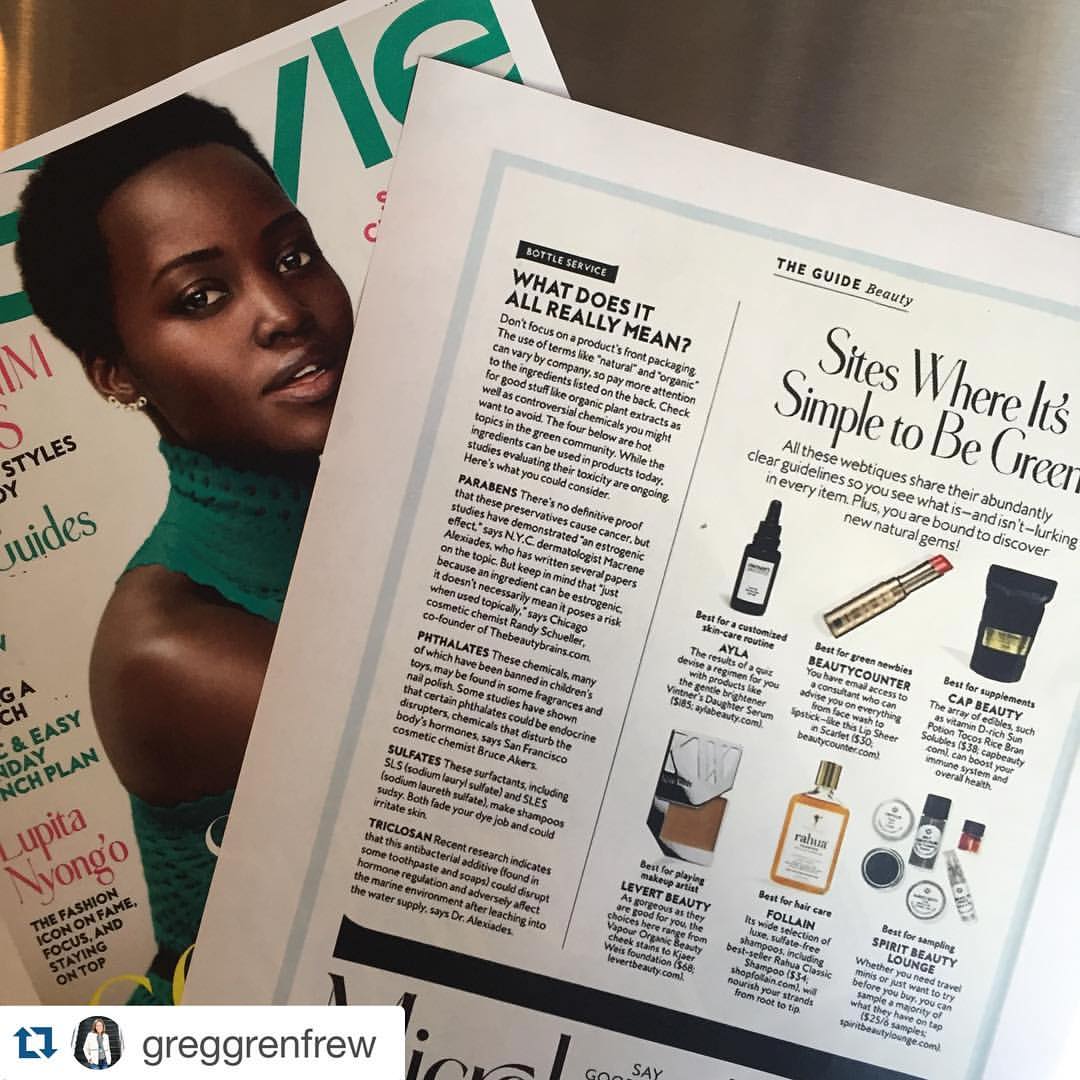 yle
IM
S
STYLES
DY
Guides
G A
CH
C & EASY
NDAY
NCH PLAN
Lupita
Nyong'o
THE FASHION
ICON ON FAME,
FOCUS, AND
STAYING
ON TOP
BOTTLE SERVICE
WHAT DOES IT
ALL REALLY MEAN?
Don't focus on a product's front packaging.
The use of terms like "natural" and "organic"
can vary by company, so pay more attention
to the ingredients listed on the back. Check
for good stuff like organic plant extracts as
well as controversial chemicals you might
want to avoid. The four below are hot
topics in the green community. While the
ingredients can be used in products today,
studies evaluating their toxicity are ongoing.
Here's what you could consider.
PARABENS There's no definitive proof
that these preservatives cause cancer, but
studies have demonstrated "an estrogenic
effect," says N.Y.C. dermatologist Macrene
Alexiades, who has written several papers
on the topic. But keep in mind that "just
because an ingredient can be estrogenic,
it doesn't necessarily mean it poses a risk
when used topically," says Chicago
cosmetic chemist Randy Schueller,
co-founder of Thebeautybrains.com.
PHTHALATES These chemicals, many
of which have been banned in children's
toys, may be found in some fragrances and
nail polish. Some studies have shown
that certain phthalates could be endocrine
disrupters, chemicals that disturb the
body's hormones, says San Francisco
cosmetic chemist Bruce Akers.
SULFATES These surfactants, including
SLS (sodium lauryl sulfate) and SLES
(sodium laureth sulfate), make shampoos
sudsy. Both fade your dye job and could
irritate skin.
TRICLOSAN Recent research indicates
that this antibacterial additive (found in
some toothpaste and soaps) could disrupt
hormone regulation and adversely affect
the marine environment after leaching into
the water supply, says Dr. Alexiades.
THE GUIDE Beauty
Sites Where It's
Simple to Be Green
All these webtiques share their abundantly
clear guidelines so you see what is—and isn't—lurking
in every item. Plus, you are bound to discover
new natural gems!
Best for a customized
skin-care routine
AYLA
The results of a quiz
devise a regimen for you
with products like
the gentle brightener
Vintner's Daughter Serum
($185; aylabeauty.com).
Best for green newbies
BEAUTYCOUNTER
You have email access to
a consultant who can
advise you on everything
from face wash to
lipstick—like this Lip Sheer
in Scarlet ($30;
beautycounter.com).
Best for supplements
CAP BEAUTY
The array of edibles, such
as vitamin D-rich Sun
Potion Tocos Rice Bran
Solubles ($38; capbeauty
.com), can boost your
immune system and
overall health.
Best for playing
makeup artist
LEVERT BEAUTY
As gorgeous as they
are good for you, the
choices here range from
Vapour Organic Beauty
cheek stains to Kjaer
Weis foundation ($68;
levertbeauty.com).
rahua
Best for hair care
FOLLAIN
Its wide selection of
luxe, sulfate-free
shampoos, including
best-seller Rahua Classic
Shampoo ($34;
shopfollain.com), will
nourish your strands
from root to tip.
Best for sampling
SPIRIT BEAUTY
LOUNGE
Whether you need travel
minis or just want to try
before you buy, you can
sample a majority of
what they have on tap
($25/6 samples;
spiritbeautylounge.com).
SAY
greggrenfrew